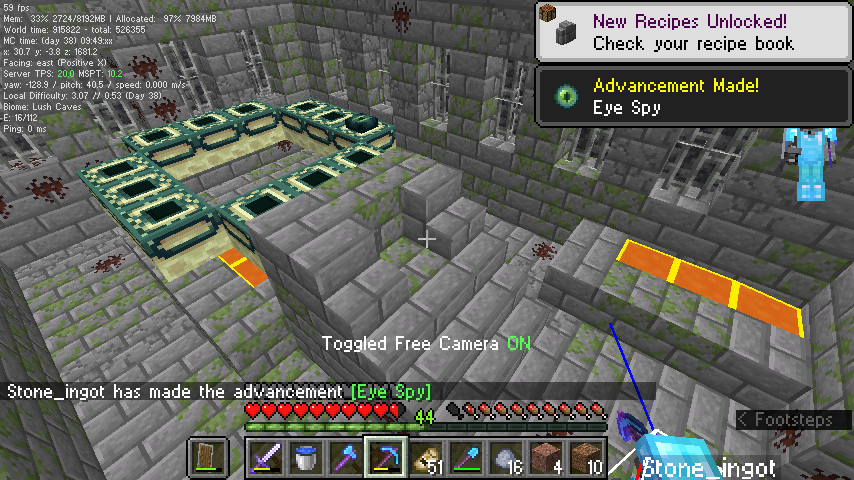 59 fps
Mem: 33% 2724/8192MB | Allocated: 97% 7984MB
World time: 915822 - total: 526355
MC time: (day 38) 09:49:xx
x: 30.7 y: -3.8 z: 1681.2
Facing: east (Positive X)
Server TPS: 20.0 MSPT: 10.2
yaw: -128.9 / pitch: 40.5 / speed: 0.000 m/s
Local Difficulty: 3.07 // 0.53 (Day 38)
Biome: Lush Caves
E: 16/112
Ping: 0 ms
New Recipes Unlocked!
Check your recipe book
Advancement Made!
Eye Spy
Toggled Free Camera ON
Stone_ingot has made the advancement [Eye Spy]
44
< Footsteps
51
16
4
10
Stone_ingot